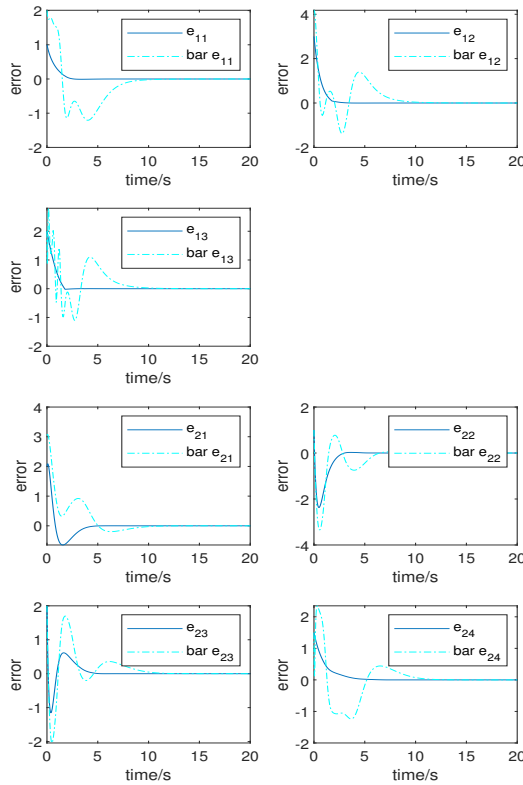 2
1
0
-1
-2
0 5 10 15 20
time/s
error
e11
bar e11
4
2
0
-2
0 5 10 15 20
time/s
error
e12
bar e12
2
1
0
-1
-2
0 5 10 15 20
time/s
error
e13
bar e13
4
3
2
1
0
0 5 10 15 20
time/s
error
e21
bar e21
0
-2
-4
0 5 10 15 20
time/s
error
e22
bar e22
2
1
0
-1
-2
0 5 10 15 20
time/s
error
e23
bar e23
2
1
0
-1
-2
0 5 10 15 20
time/s
error
e24
bar e24